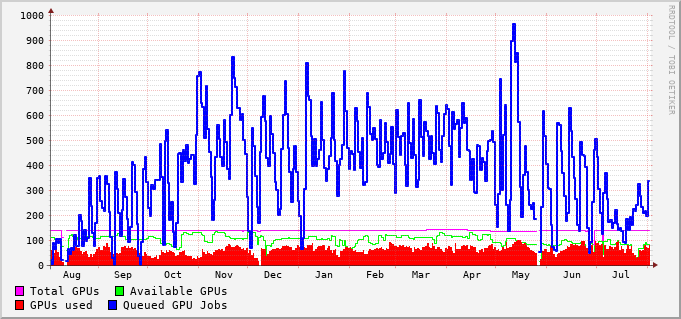 1000
900
800
700
600
500
400
300
200
100
0
Aug Sep Oct Nov Dec Jan Feb Mar Apr May Jun Jul
Total GPUs Available GPUs
GPUs used Queued GPU Jobs
RRDTOOL / TOBI OETIKER